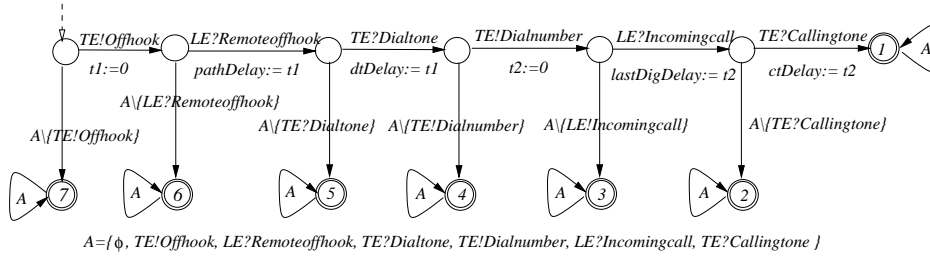 TE!Offhook LE?Remoteoffhook TE?Dialtone TE!Dialnumber LE?Incomingcall TE?Callingtone 1 A
t1:=0 pathDelay:= t1 dtDelay:= t1 t2:=0 lastDigDelay:= t2 ctDelay:= t2
A\{LE?Remoteoffhook}
A\{TE!Offhook} A\{TE?Dialtone} A\{TE!Dialnumber} A\{LE!Incomingcall} A\{TE?Callingtone}
A 7 A 6 A 5 A 4 A 3 A 2
A={ϕ, TE!Offhook, LE?Remoteoffhook, TE?Dialtone, TE!Dialnumber, LE?Incomingcall, TE?Callingtone }